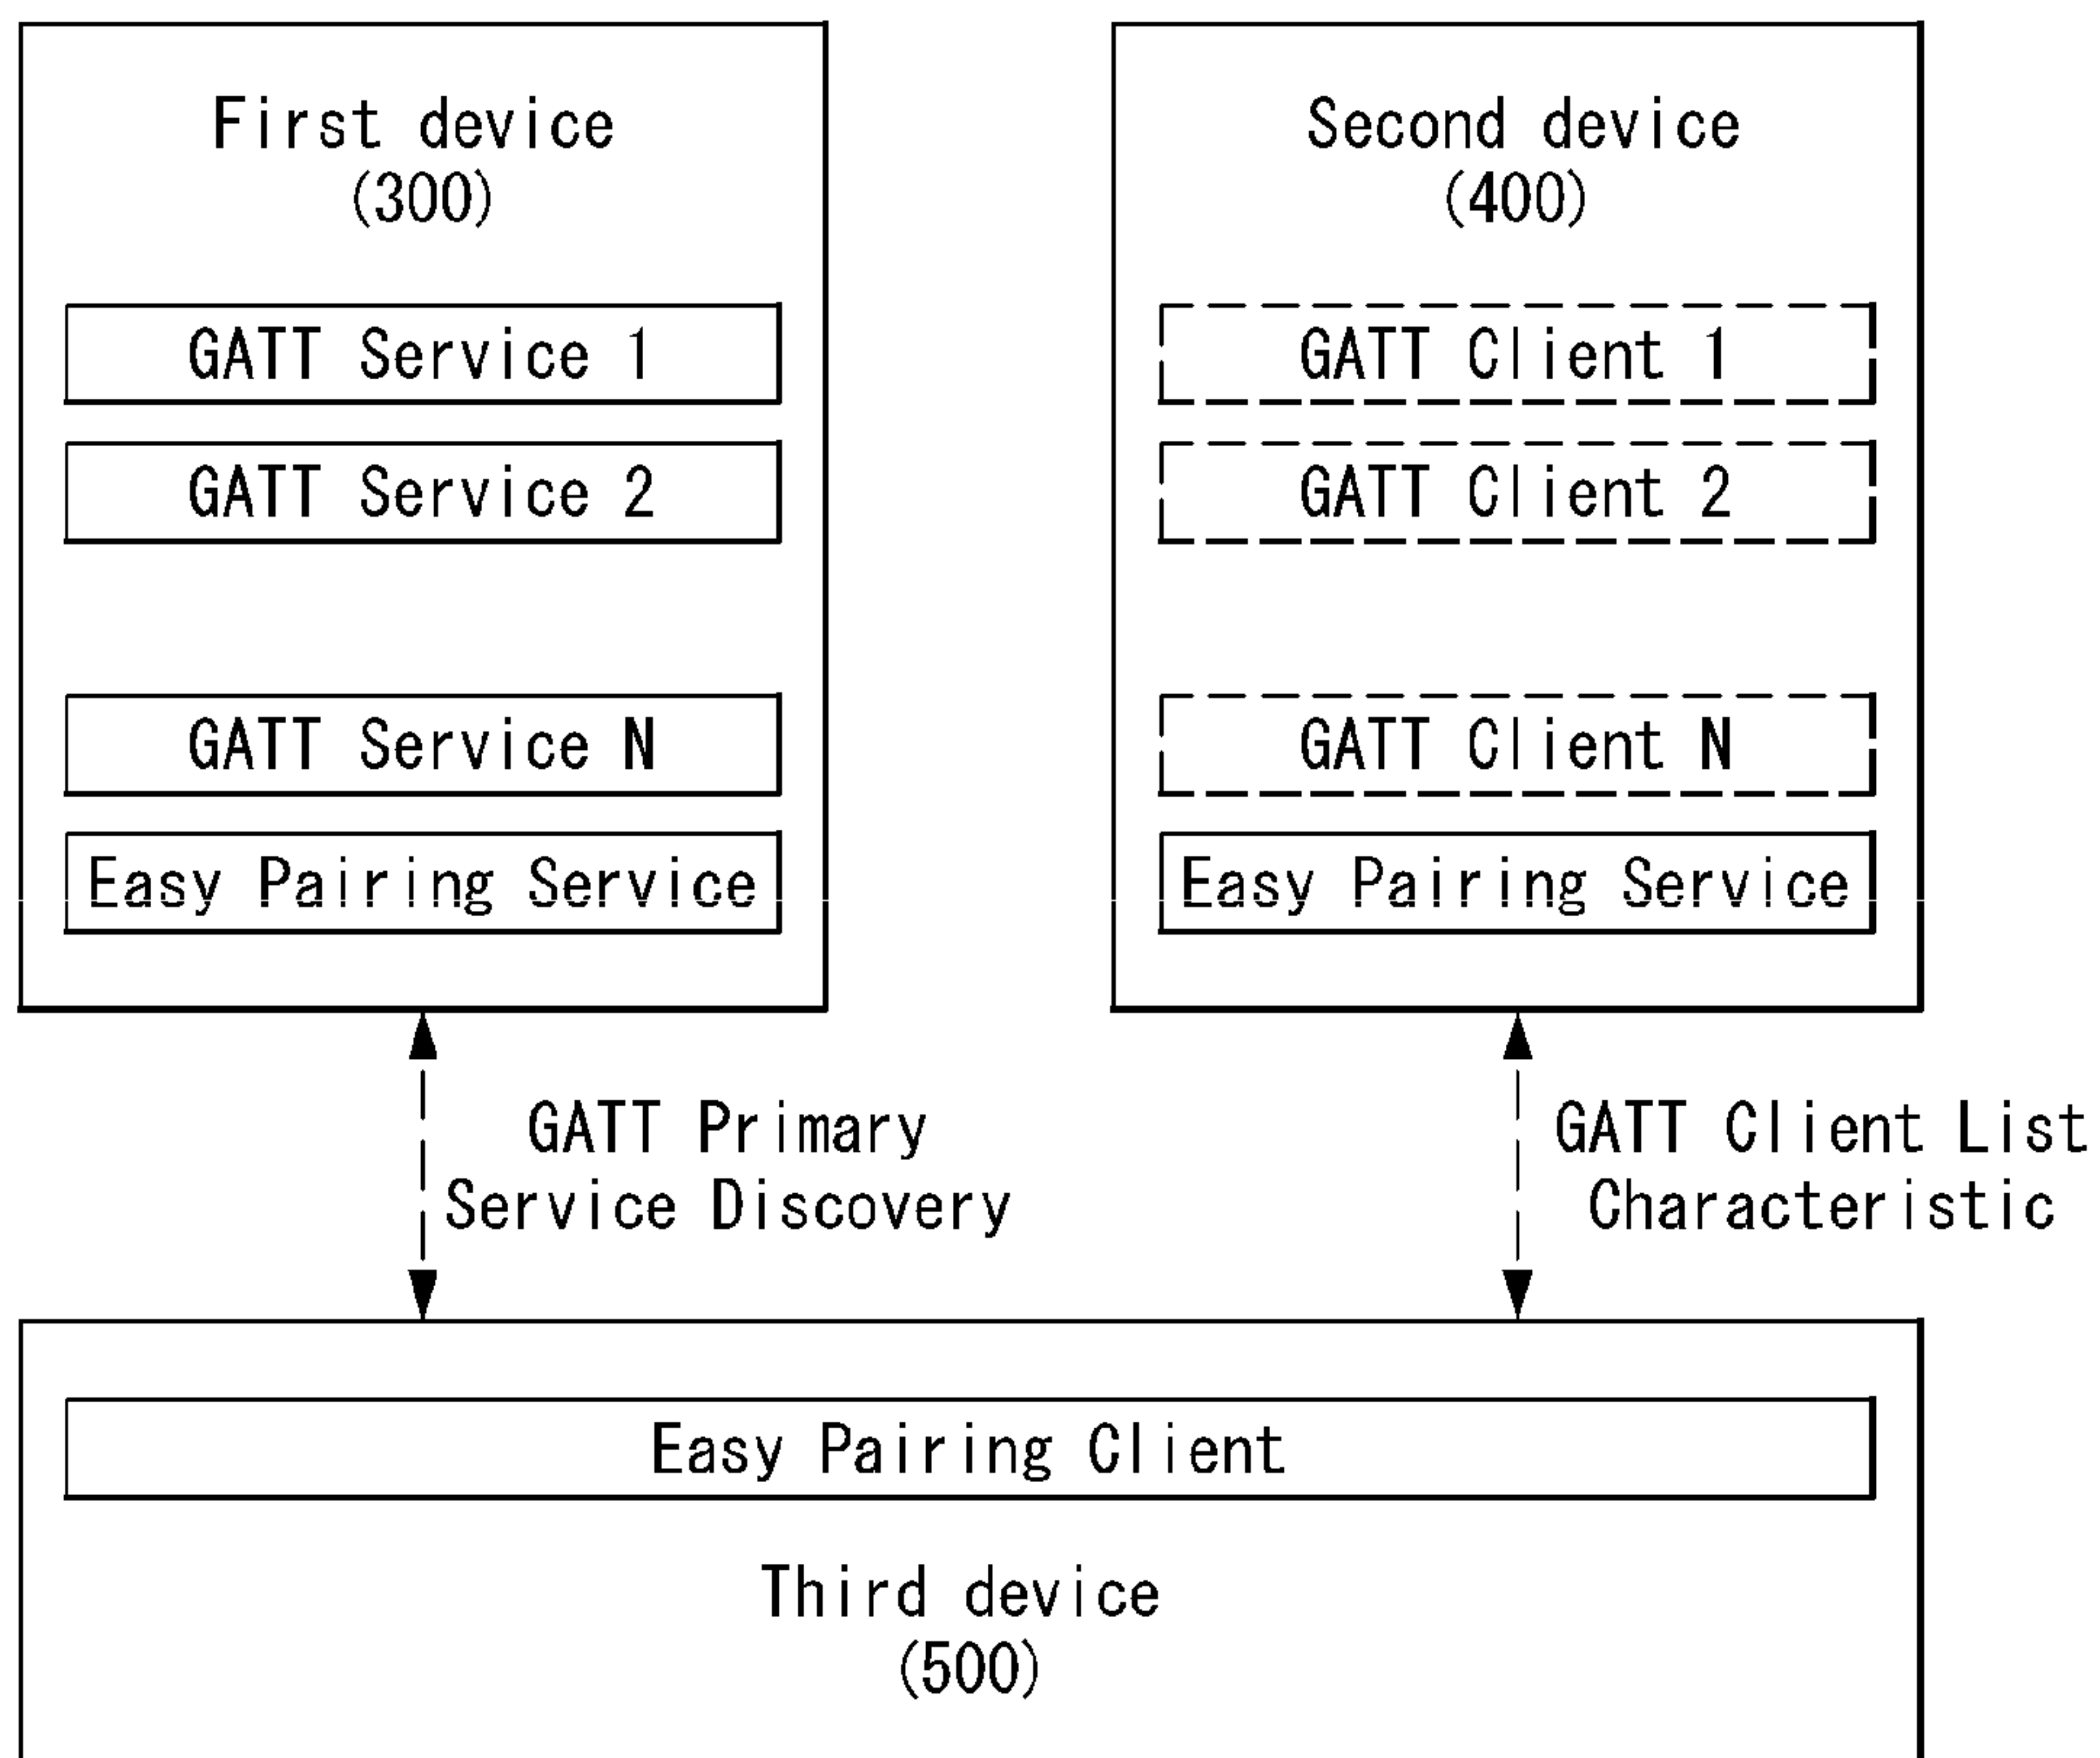 First device
(300)
GATT Service 1
GATT Service 2
GATT Service N
Easy Pairing Service
Second device
(400)
GATT Client 1
GATT Client 2
GATT Client N
Easy Pairing Service
GATT Primary
Service Discovery
GATT Client List
Characteristic
Easy Pairing Client
Third device
(500)